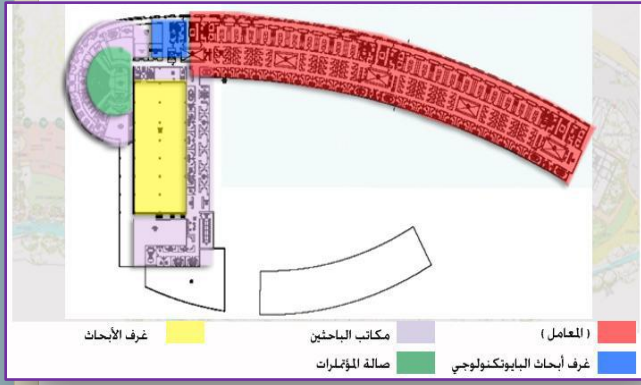 ( المعامل )
مكاتب الباحثين
غرف الأبحاث
غرف أبحاث البايوتكنولوجي
صالة المؤتمرات